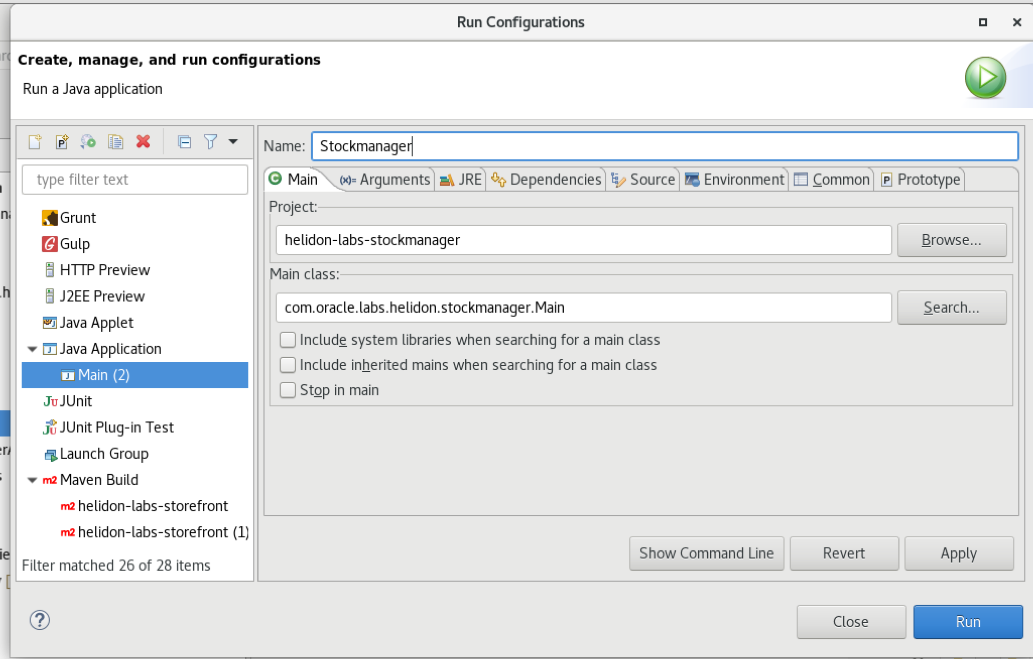 Run Configurations
Create, manage, and run configurations
Run a Java application
Name: Stockmanager
type filter text
Main (x)= Arguments JRE Dependencies Source Environment Common Prototype
Grunt
Gulp
HTTP Preview
J2EE Preview
Java Applet
Java Application
Main (2)
JUnit
JUnit Plug-in Test
Launch Group
Maven Build
m2 helidon-labs-storefront
m2 helidon-labs-storefront (1)
Filter matched 26 of 28 items
Project:
helidon-labs-stockmanager
Browse...
Main class:
com.oracle.labs.helidon.stockmanager.Main
Search...
Include system libraries when searching for a main class
Include inherited mains when searching for a main class
Stop in main
Show Command Line Revert Apply
? Close Run